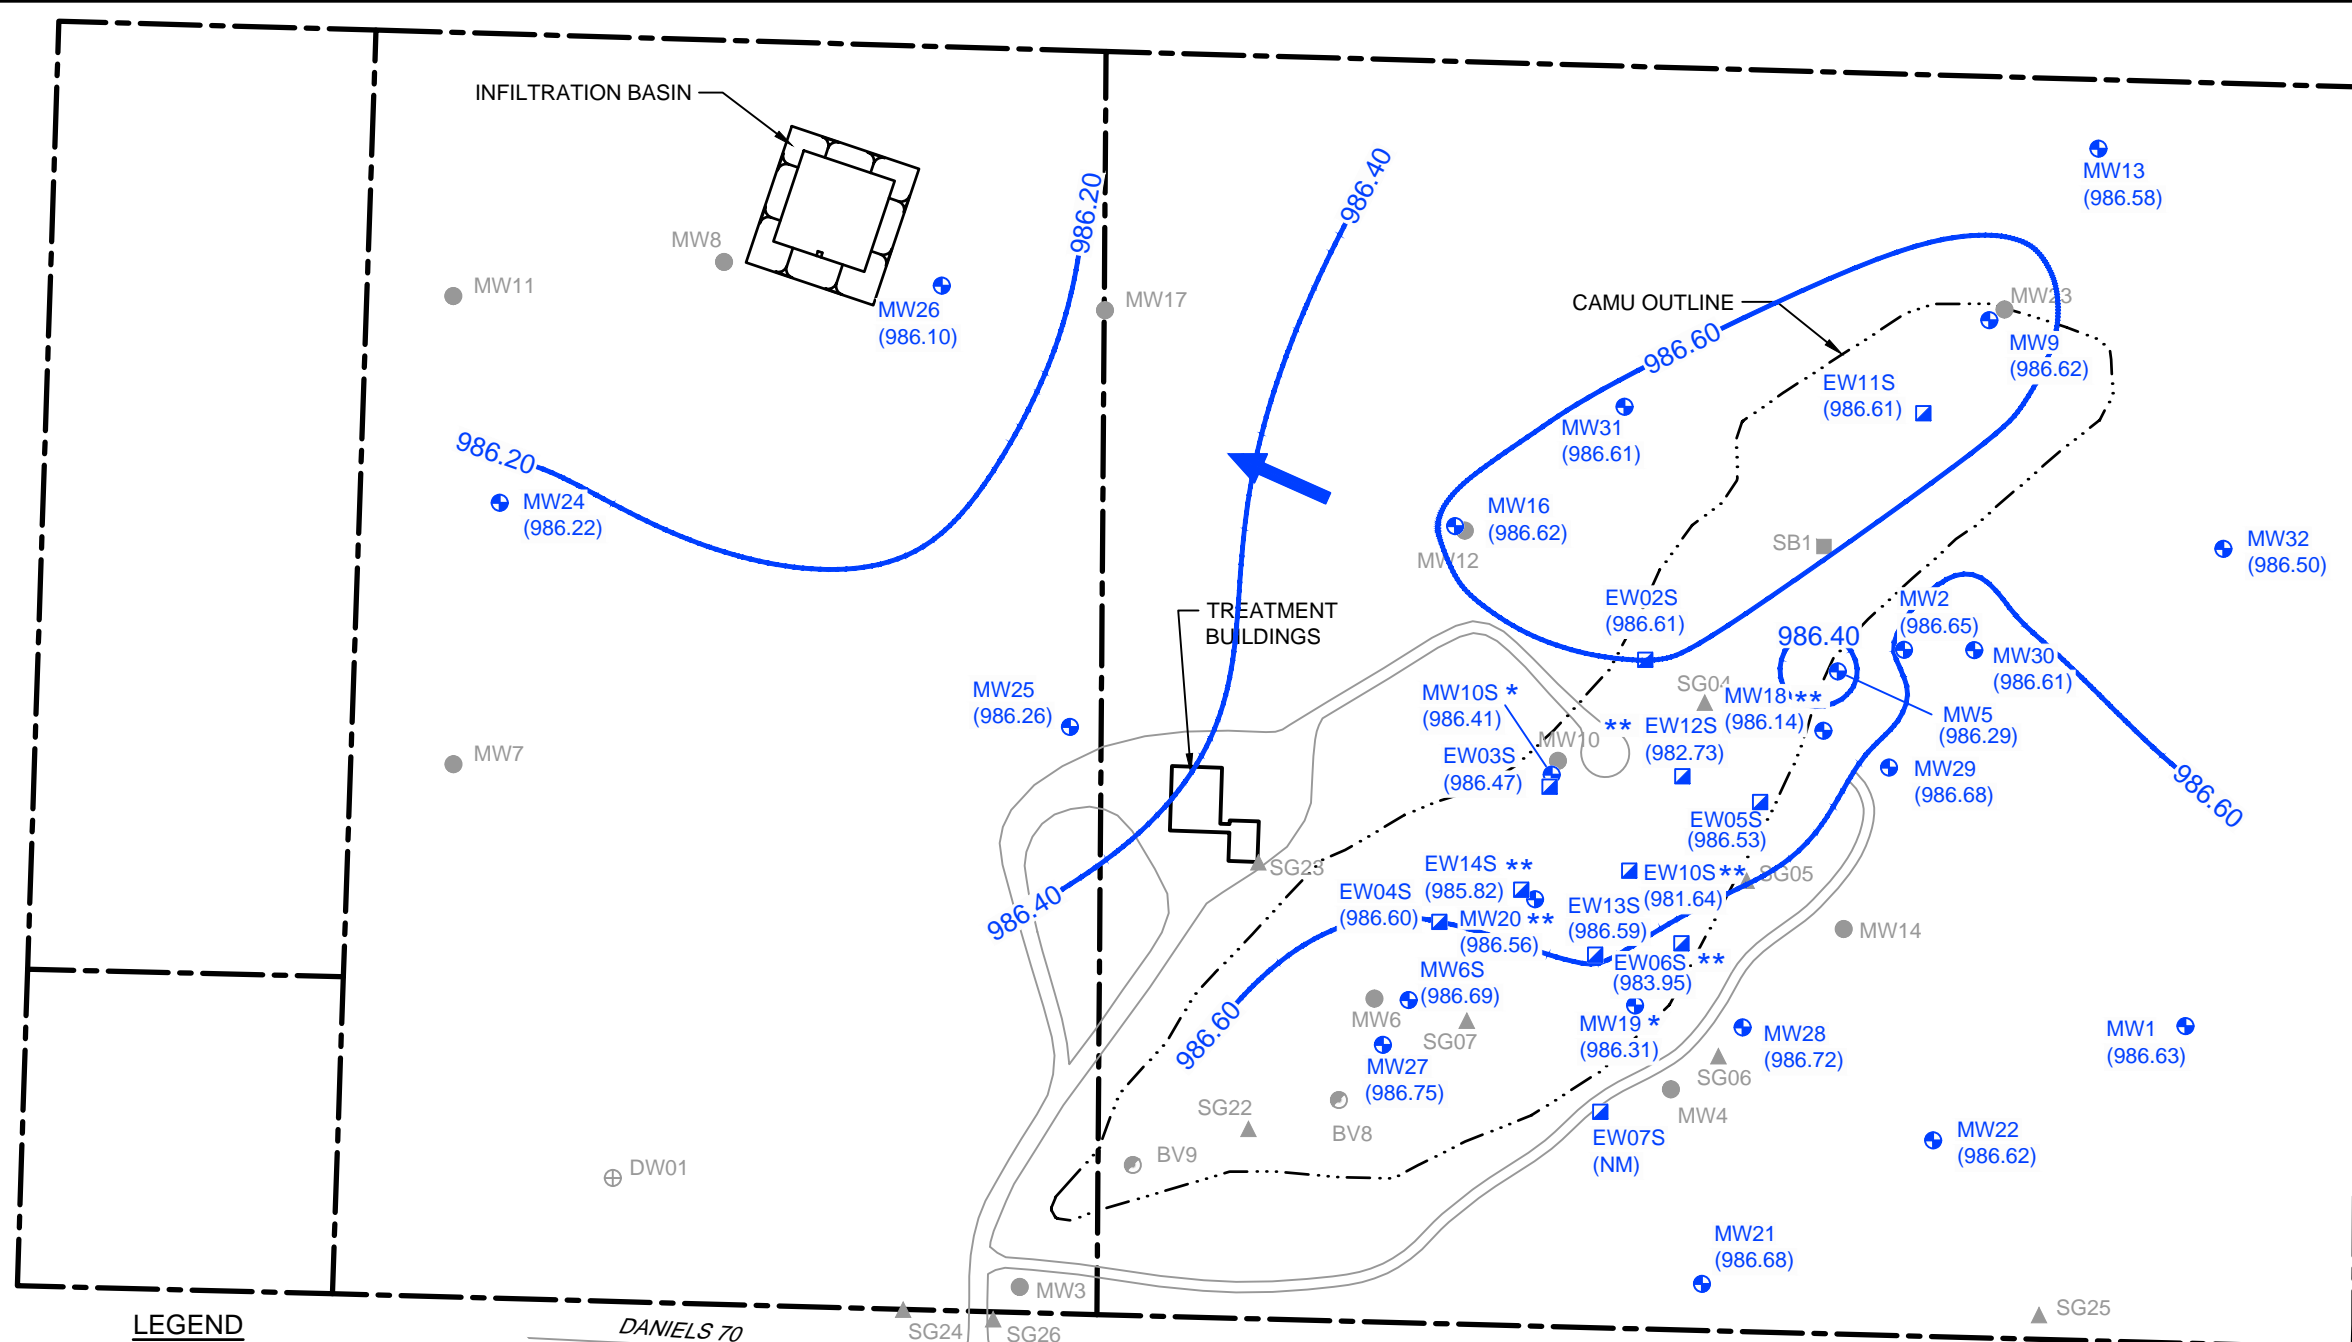 INFILTRATION BASIN
986.20
986.40
MW13
(986.58)
MW8
MW11
MW26
(986.10)
MW17
CAMU OUTLINE
MW23
986.60
MW9
(986.62)
EW11S
(986.61)
MW31
(986.61)
986.20
MW24
(986.22)
MW16
(986.62)
MW12
SB1
MW32
(986.50)
TREATMENT
BUILDINGS
EW02S
(986.61)
MW2
(986.65)
986.40
MW30
(986.61)
MW25
(986.26)
MW10S *
(986.41)
SG04
MW18 **
(986.14)
MW5
(986.29)
**
EW12S
(982.73)
MW10
MW7
EW03S
(986.47)
MW29
(986.68)
986.60
EW05S
(986.53)
SG23
EW14S **
(985.82)
EW10S **
(981.64)
SG05
EW04S
(986.60)
MW20 **
(986.56)
EW13S
(986.59)
986.40
MW14
EW06S **
(983.95)
MW6S
(986.69)
MW6
SG07
986.60
MW19 *
(986.31)
MW28
(986.72)
MW1
(986.63)
MW27
(986.75)
SG06
MW4
SG22
BV8
EW07S
(NM)
MW22
(986.62)
BV9
DW01
MW21
(986.68)
MW3
SG25
LEGEND
DANIELS 70
SG24
SG26